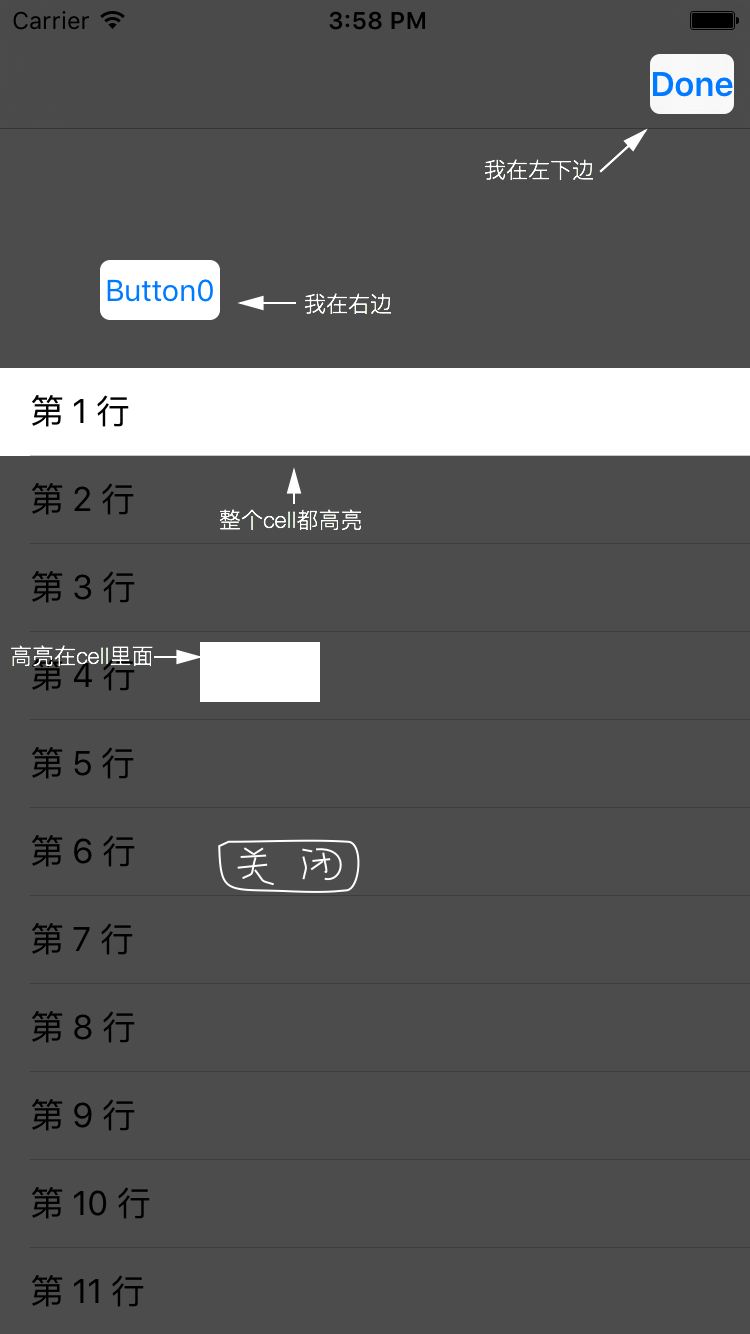 Carrier 3:58 PM
Done
我在左下边
Button0
我在右边
第 1 行
第 2 行
整个cell都高亮
第 3 行
高亮在cell里面
第 4 行
第 5 行
第 6 行
关 闭
第 7 行
第 8 行
第 9 行
第 10 行
第 11 行